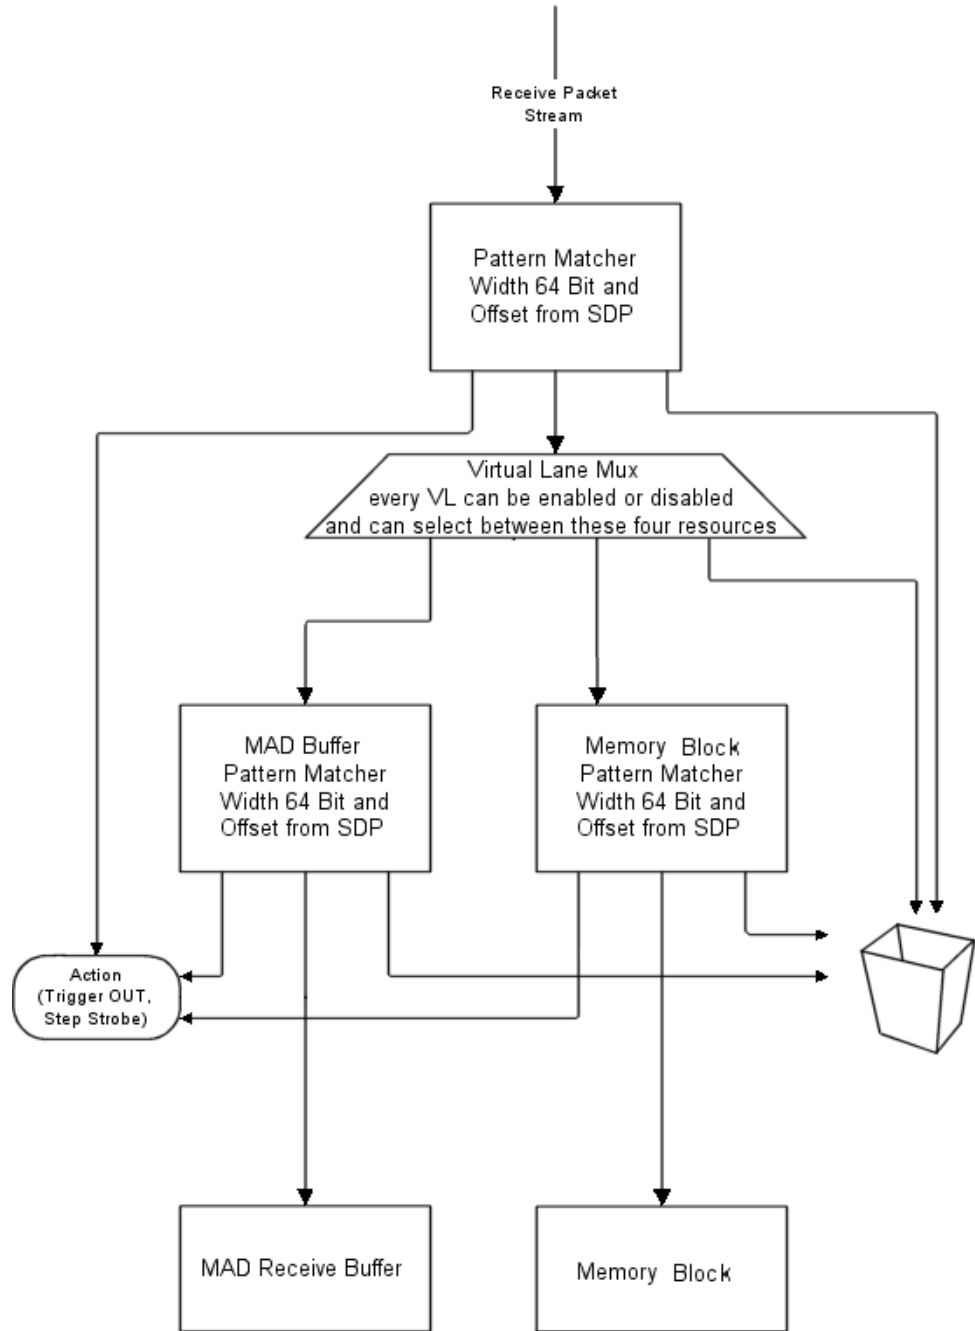 Receive Packet
Stream
Pattern Matcher
Width 64 Bit and
Offset from SDP
Virtual Lane Mux
every VL can be enabled or disabled
and can select between these four resources
MAD Buffer
Pattern Matcher
Width 64 Bit and
Offset from SDP
Memory Block
Pattern Matcher
Width 64 Bit and
Offset from SDP
Action
(Trigger OUT,
Step Strobe)
MAD Receive Buffer
Memory Block